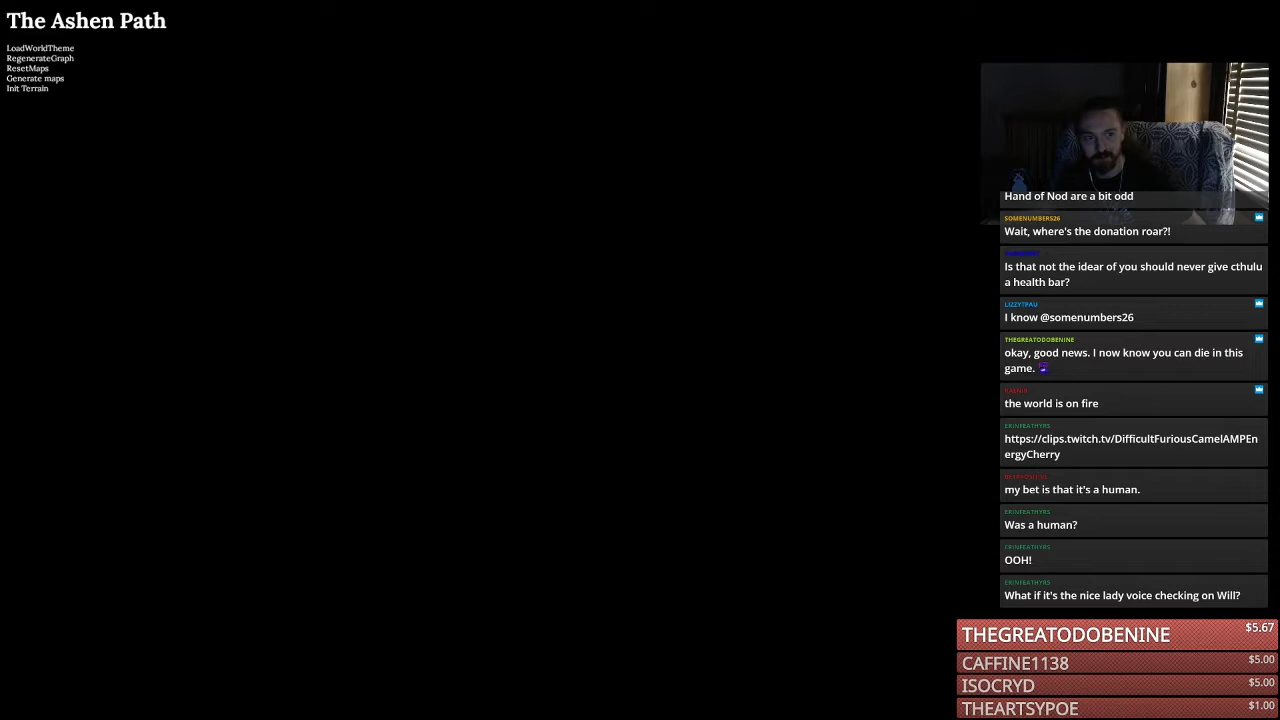 The Ashen Path
LoadWorldTheme
RegenerateGraph
ResetMaps
Generate maps
Init Terrain
Hand of Nod are a bit odd
SOMENUMBERS26
Wait, where's the donation roar?!
Is that not the idear of you should never give cthulu
a health bar?
LIZZYTPAU
I know @somenumbers26
THEGREATODOBENINE
okay, good news. I now know you can die in this
game.
the world is on fire
ERINFEATHYRS
https://clips.twitch.tv/DifficultFuriousCamelAMPEn
ergyCherry
my bet is that it's a human.
ERINFEATHYRS
Was a human?
ERINFEATHYRS
OOH!
ERINFEATHYRS
What if it's the nice lady voice checking on Will?
THEGREATODOBENINE $5.67
CAFFINE1138 $5.00
ISOCRYD $5.00
THEARTSYPOE $1.00